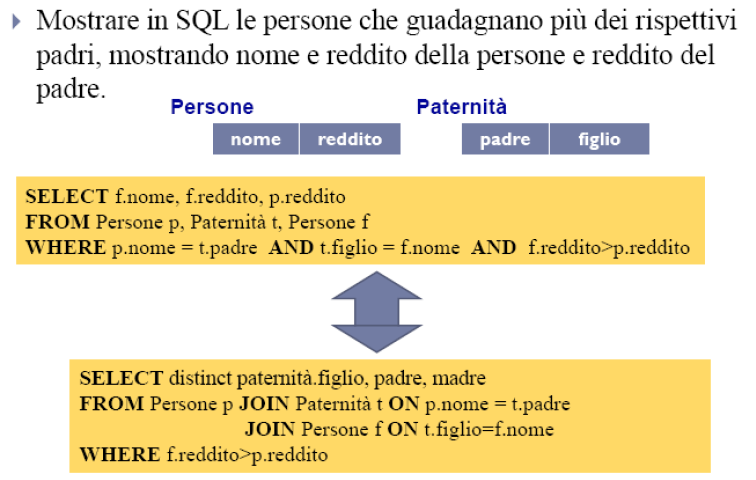 Mostrare in SQL le persone che guadagnano più dei rispettivi
padri, mostrando nome e reddito della persone e reddito del
padre.
Persone Paternità
nome reddito padre figlio
SELECT f.nome, f.reddito, p.reddito
FROM Persone p, Paternità t, Persone f
WHERE p.nome = t.padre AND t.figlio = f.nome AND f.reddito>p.reddito
SELECT distinct paternità.figlio, padre, madre
FROM Persone p JOIN Paternità t ON p.nome = t.padre
JOIN Persone f ON t.figlio=f.nome
WHERE f.reddito>p.reddito